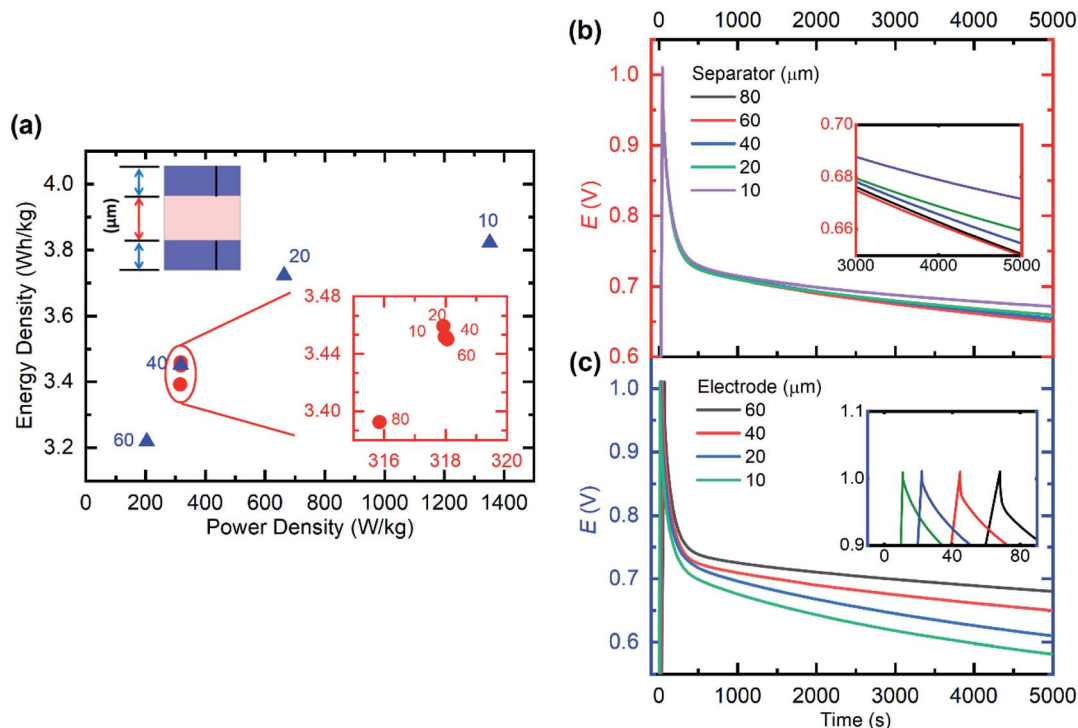 (a)
Energy Density (Wh/kg)
4.0
3.8
3.6
3.4
3.2
(μm)
10
20
40
60
3.48
3.44
3.40
20
10
40
60
80
316 318 320
0 200 400 600 800 1000 1200 1400
Power Density (W/kg)
(b)
0 1000 2000 3000 4000 5000
E (V)
1.0
0.9
0.8
0.7
0.6
Separator (μm)
80
60
40
20
10
0.70
0.68
0.66
3000 4000 5000
(c)
E (V)
1.0
0.9
0.8
0.7
0.6
Electrode (μm)
60
40
20
10
1.1
1.0
0.9
0 40 80
0 1000 2000 3000 4000 5000
Time (s)